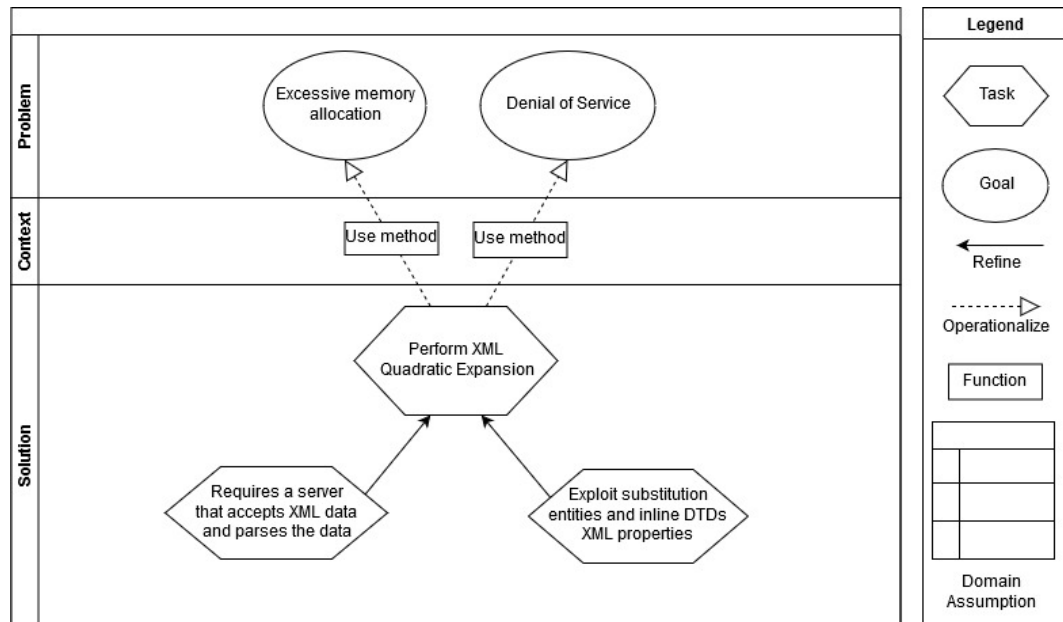 Problem
Excessive memory
allocation
Denial of Service
Context
Use method
Use method
Solution
Perform XML
Quadratic Expansion
Requires a server
that accepts XML data
and parses the data
Exploit substitution
entities and inline DTDs
XML properties
Legend
Task
Goal
Refine
Operationalize
Function
Domain
Assumption